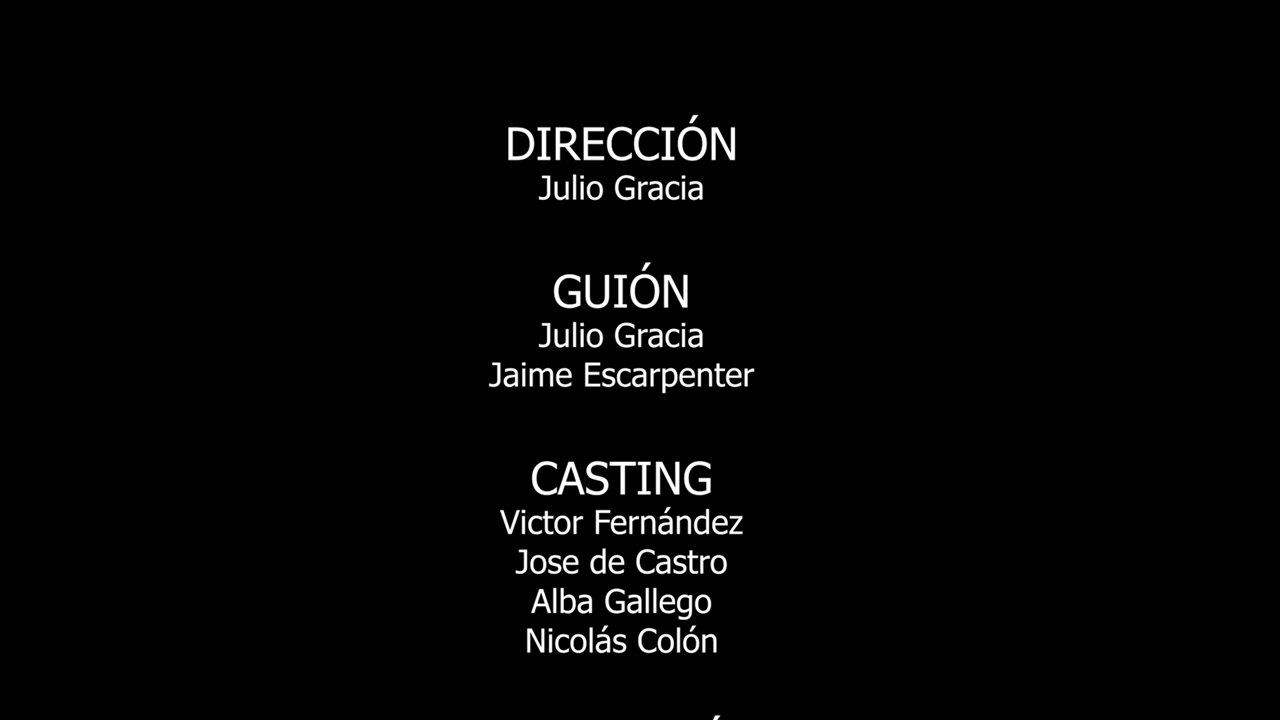 DIRECCIÓN
Julio Gracia
GUIÓN
Julio Gracia
Jaime Escarpenter
CASTING
Victor Fernández
Jose de Castro
Alba Gallego
Nicolás Colón